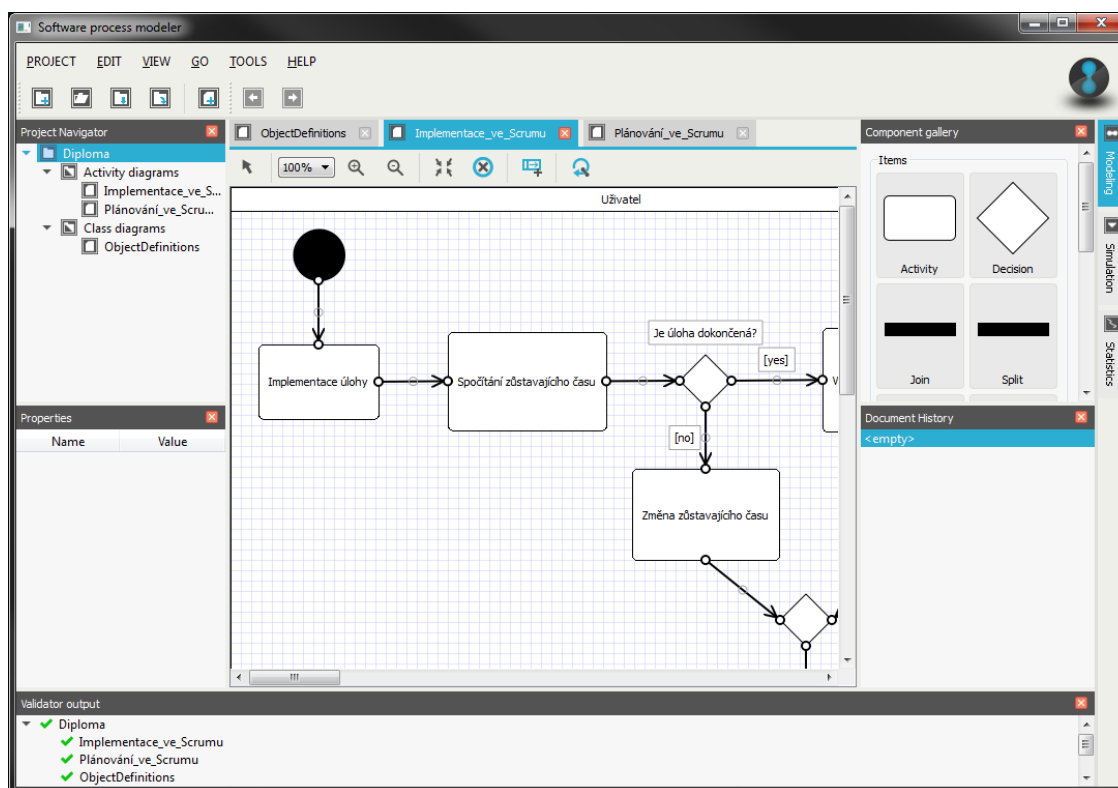 Software process modeler
PROJECT EDIT VIEW GO TOOLS HELP
Project Navigator
Diploma
Activity diagrams
Implementace_ve_S...
Plánování_ve_Scru...
Class diagrams
ObjectDefinitions
Properties
Name Value
ObjectDefinitions Implementace_ve_Scrumu Plánování_ve_Scrumu
100%
Uživatel
Implementace úlohy
Spočítání zůstavajícího času
Je úloha dokončená?
[yes]
V
[no]
Změna zůstavajícího času
Component gallery
Items
Activity Decision
Join Split
Document History
<empty>
Modeling
Simulation
Statistics
Validator output
Diploma
Implementace_ve_Scrumu
Plánování_ve_Scrumu
ObjectDefinitions